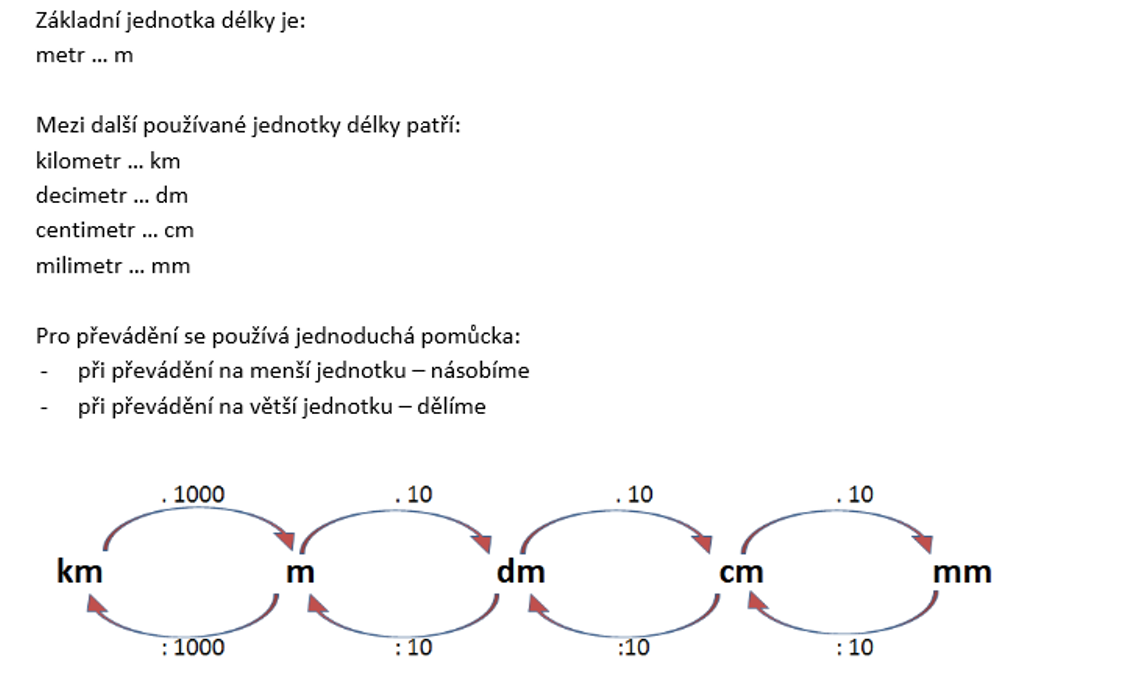 Základní jednotka délky je:
metr ... m
Mezi další používané jednotky délky patří:
kilometr ... km
decimetr ... dm
centimetr ... cm
milimetr ... mm
Pro převádění se používá jednoduchá pomůcka:
- při převádění na menší jednotku – násobíme
- při převádění na větší jednotku – dělíme
. 1000 . 10 . 10 . 10
km m dm cm mm
: 1000 : 10 :10 : 10